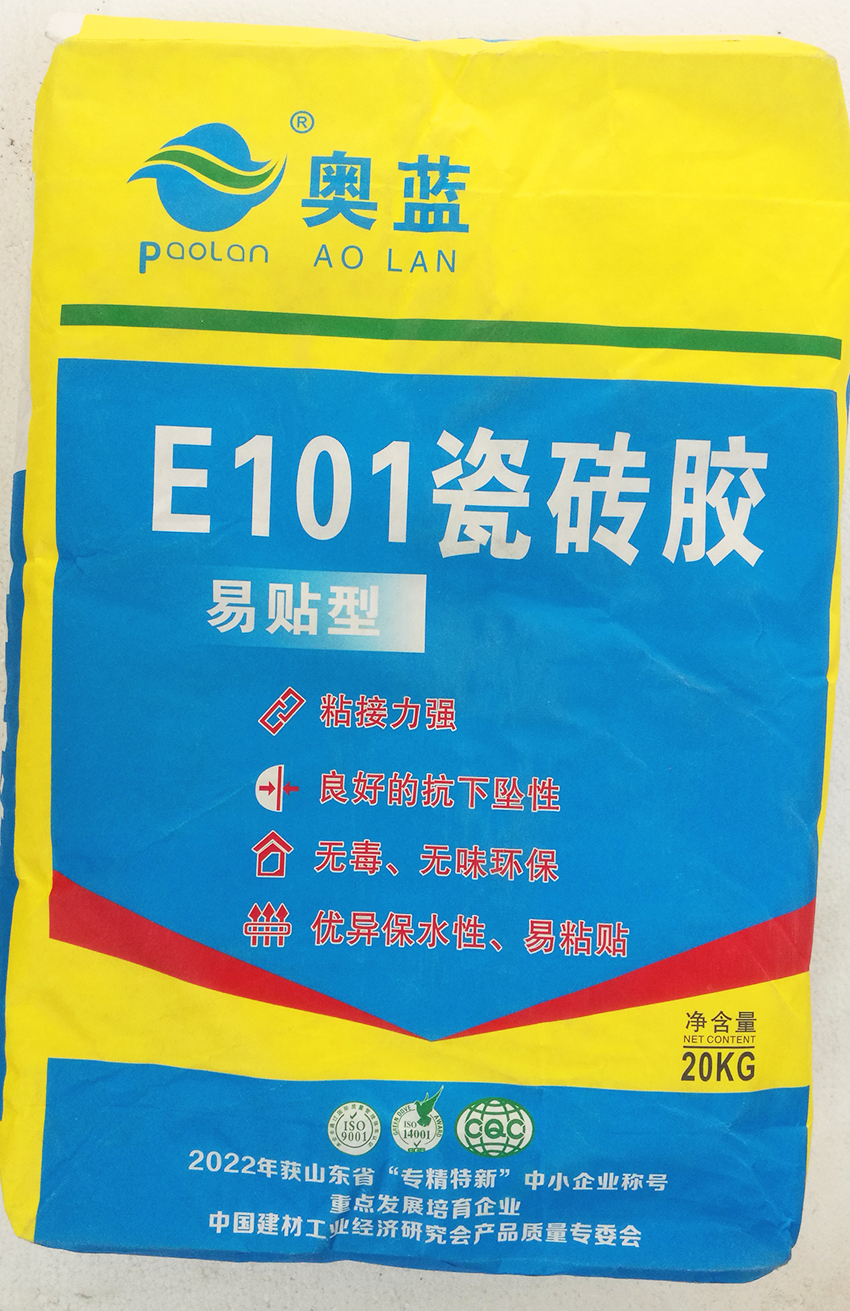 ®
奥蓝
paoLan AO LAN
E101瓷砖胶
易贴型
粘接力强
良好的抗下坠性
无毒、无味环保
优异保水性、易粘贴
净含量
NET CONTENT
20KG
ISO 9001
GREEN DOVE AWARD ISO 14001
CQC
2022年获山东省“专精特新”中小企业称号
重点发展培育企业
中国建材工业经济研究会产品质量专委会